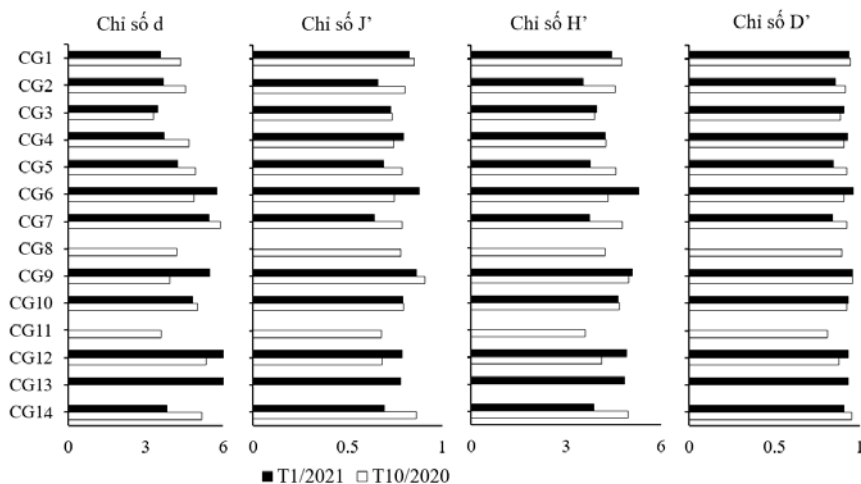 Chỉ số d Chỉ số J’ Chỉ số H’ Chỉ số D’
CG1
CG2
CG3
CG4
CG5
CG6
CG7
CG8
CG9
CG10
CG11
CG12
CG13
CG14
0 3 6 0 0.5 1 0 3 6 0 0.5 1
T1/2021 T10/2020